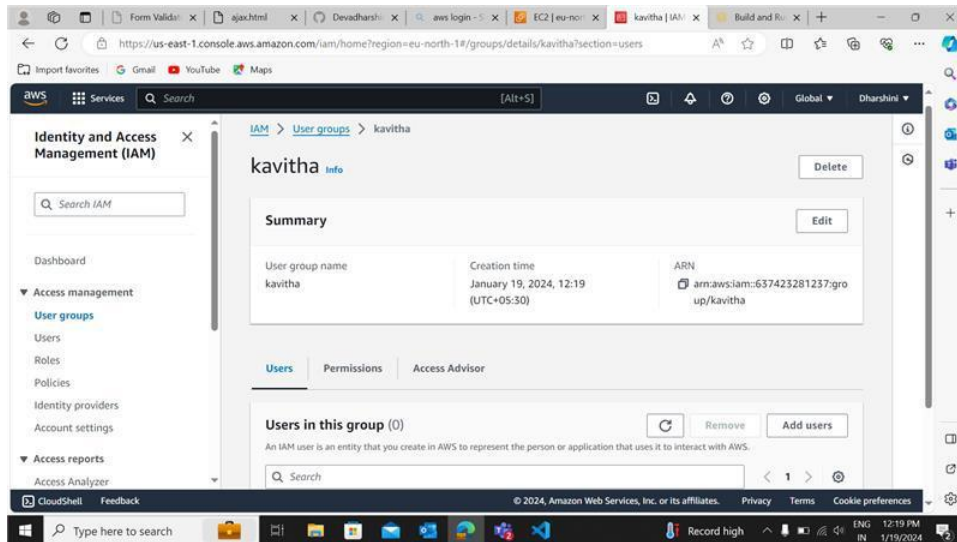 Form Validat
ajax.html
Devadharshi
aws login - S
EC2 | eu-nort
kavitha | IAM
Build and Ru
https://us-east-1.console.aws.amazon.com/iam/home?region=eu-north-1#/groups/details/kavitha?section=users
Import favorites Gmail YouTube Maps
aws Services Search [Alt+S] Global Dharshini
Identity and Access
Management (IAM)
Search IAM
Dashboard
Access management
User groups
Users
Roles
Policies
Identity providers
Account settings
Access reports
Access Analyzer
IAM > User groups > kavitha
kavitha Info
Delete
Summary
Edit
User group name
kavitha
Creation time
January 19, 2024, 12:19
(UTC+05:30)
ARN
arn:aws:iam::637423281237:gro
up/kavitha
Users Permissions Access Advisor
Users in this group (0)
Remove Add users
An IAM user is an entity that you create in AWS to represent the person or application that uses it to interact with AWS.
Search
1
CloudShell Feedback © 2024, Amazon Web Services, Inc. or its affiliates. Privacy Terms Cookie preferences
Type here to search
Record high
ENG
IN
12:19 PM
1/19/2024
2